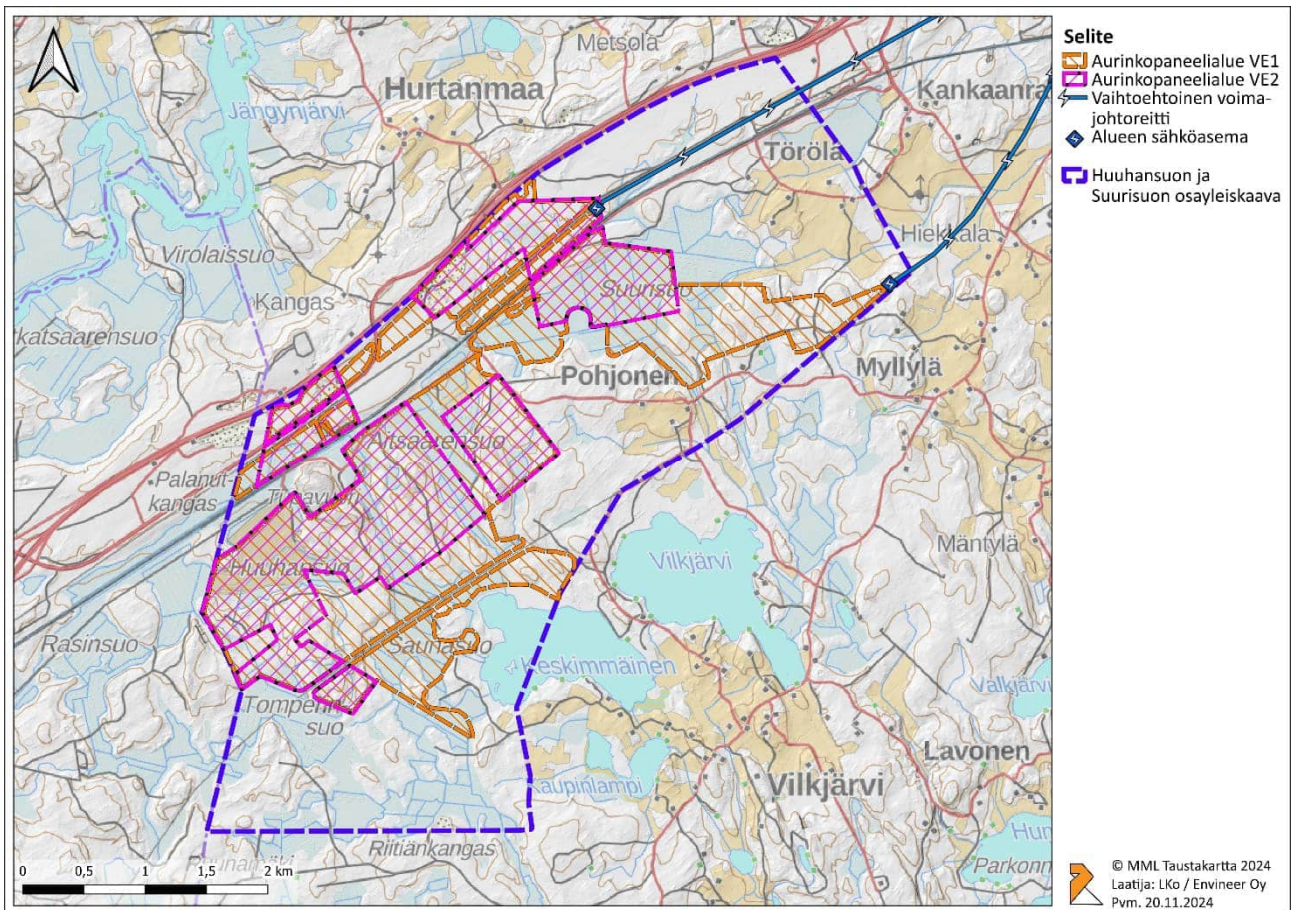 Metsola
Hurtanmaa
Kankaanra
Jängynjärvi
Törölä
Virolaissuo
Hiekkala
Kangas
Suurisuo
katsaarensuo
Pohjonen
Myllylä
Aitsaarensuo
Palanut-
kangas
Mäntylä
Vilkjärvi
Huuhansuo
Rasinsuo
Saunasuo
Keskimmäinen
Valkjärvi
Tomperin
suo
Lavonen
Kaupinlampi
Vilkjärvi
Riitiänkangas
Parkonn
0 0,5 1 1,5 2 km
Selite
Aurinkopaneelialue VE1
Aurinkopaneelialue VE2
Vaihtoehtoinen voima-
johtoreitti
Alueen sähköasema
Huuhansuon ja
Suurisuon osayleiskaava
© MML Taustakartta 2024
Laatija: LKo / Envineer Oy
Pvm. 20.11.2024